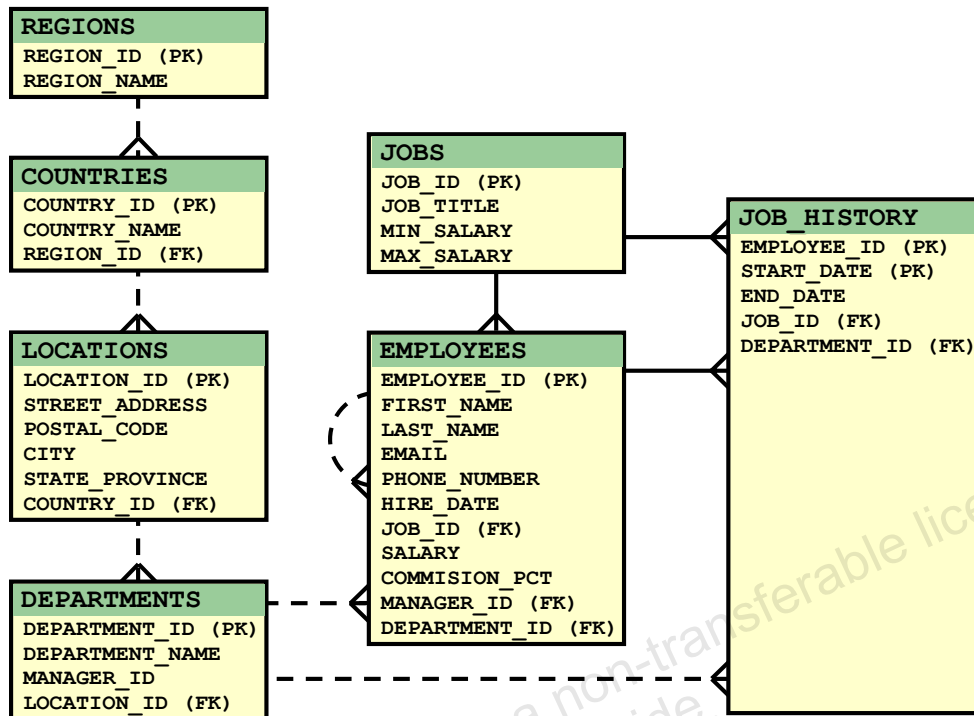 REGIONS
REGION_ID (PK)
REGION_NAME
COUNTRIES
COUNTRY_ID (PK)
COUNTRY_NAME
REGION_ID (FK)
LOCATIONS
LOCATION_ID (PK)
STREET_ADDRESS
POSTAL_CODE
CITY
STATE_PROVINCE
COUNTRY_ID (FK)
DEPARTMENTS
DEPARTMENT_ID (PK)
DEPARTMENT_NAME
MANAGER_ID
LOCATION_ID (FK)
JOBS
JOB_ID (PK)
JOB_TITLE
MIN_SALARY
MAX_SALARY
EMPLOYEES
EMPLOYEE_ID (PK)
FIRST_NAME
LAST_NAME
EMAIL
PHONE_NUMBER
HIRE_DATE
JOB_ID (FK)
SALARY
COMMISION_PCT
MANAGER_ID (FK)
DEPARTMENT_ID (FK)
JOB_HISTORY
EMPLOYEE_ID (PK)
START_DATE (PK)
END_DATE
JOB_ID (FK)
DEPARTMENT_ID (FK)
a non-transferable